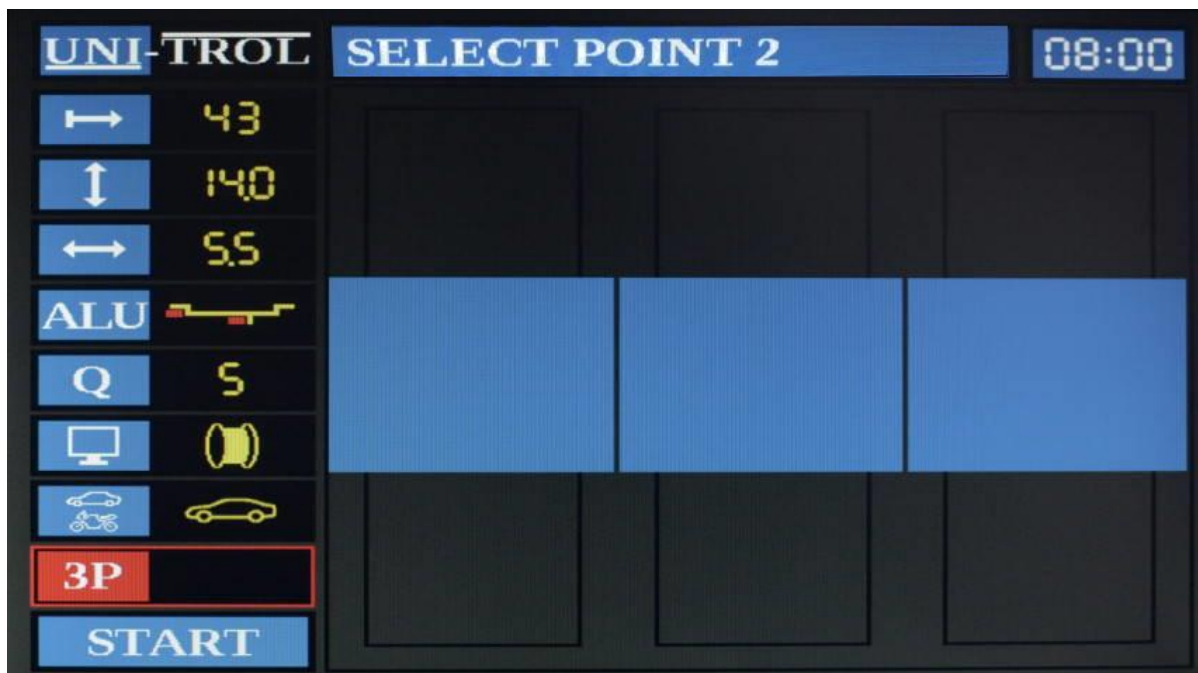 UNI-TROL
SELECT POINT 2
08:00
43
14.0
5.5
ALU
Q
5
3P
START